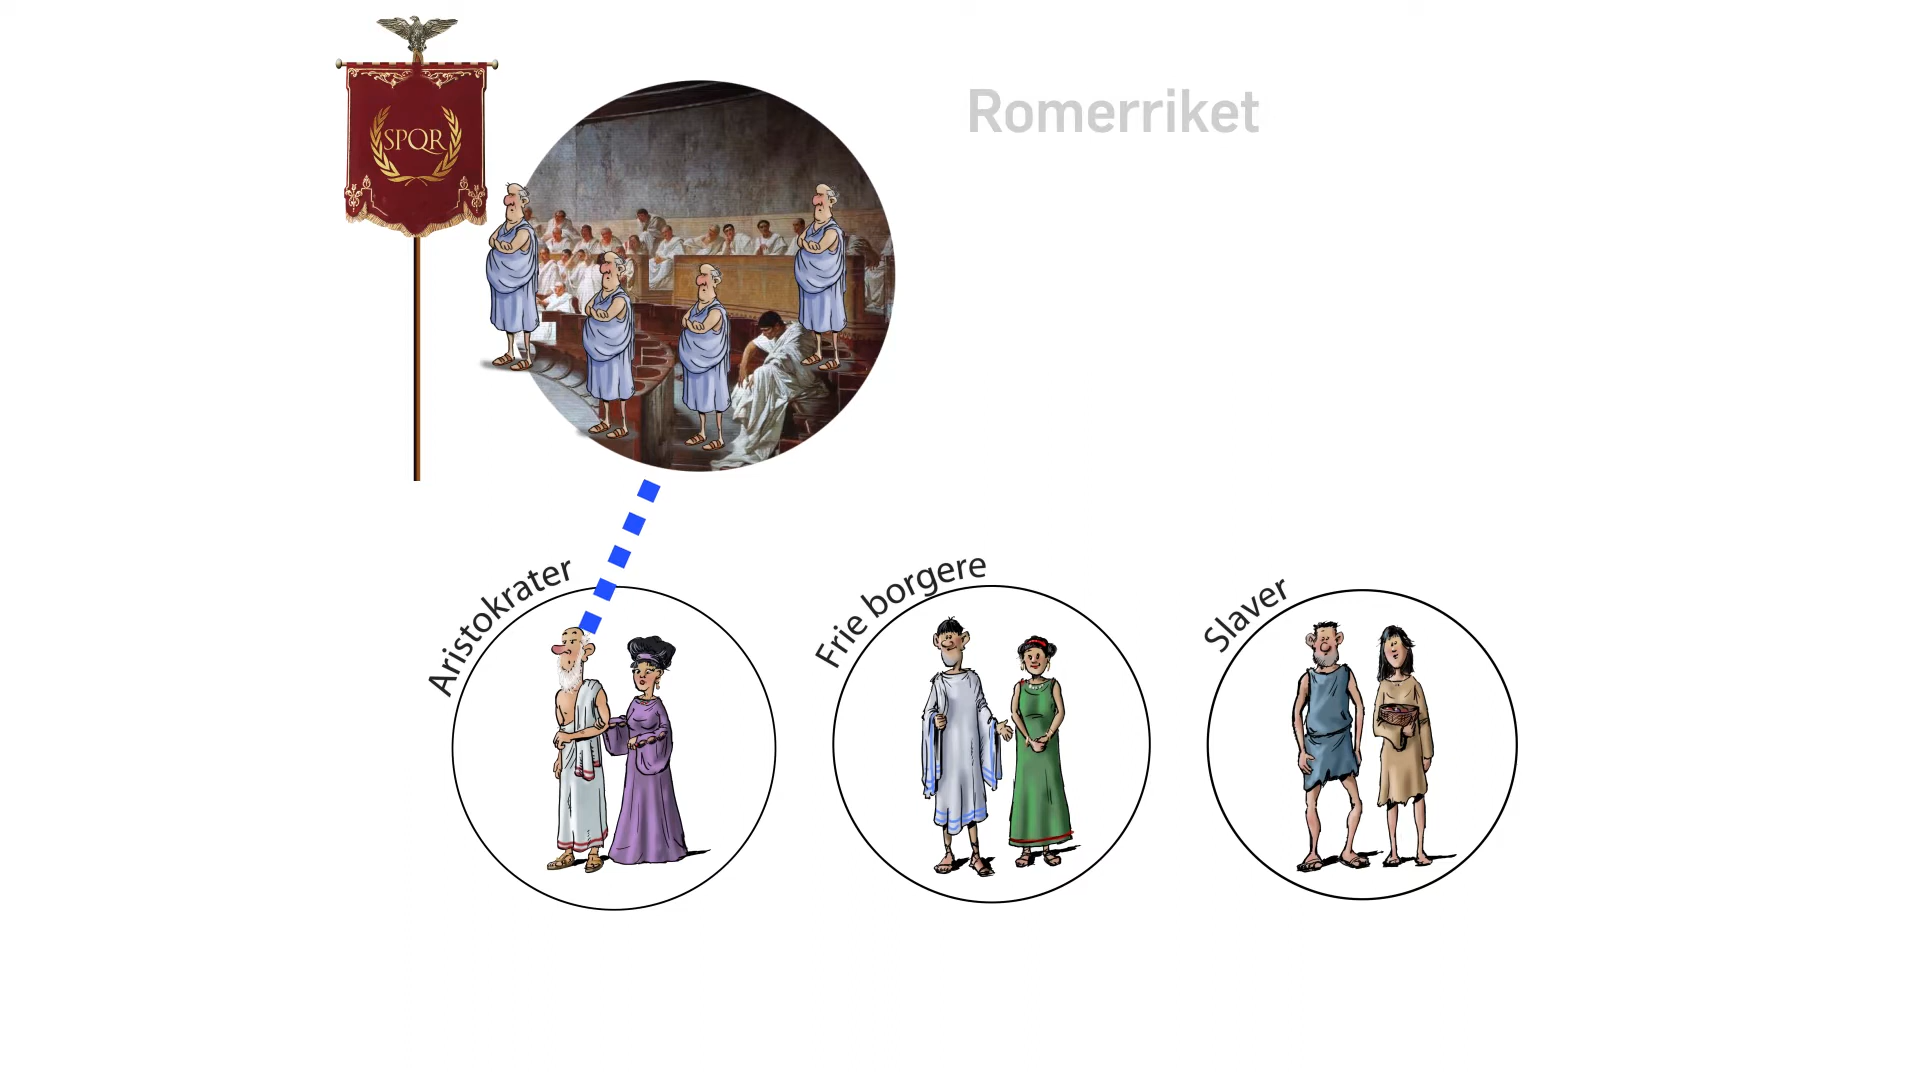 SPQR
Romerriket
Aristokrater
Frie borgere
Slaver